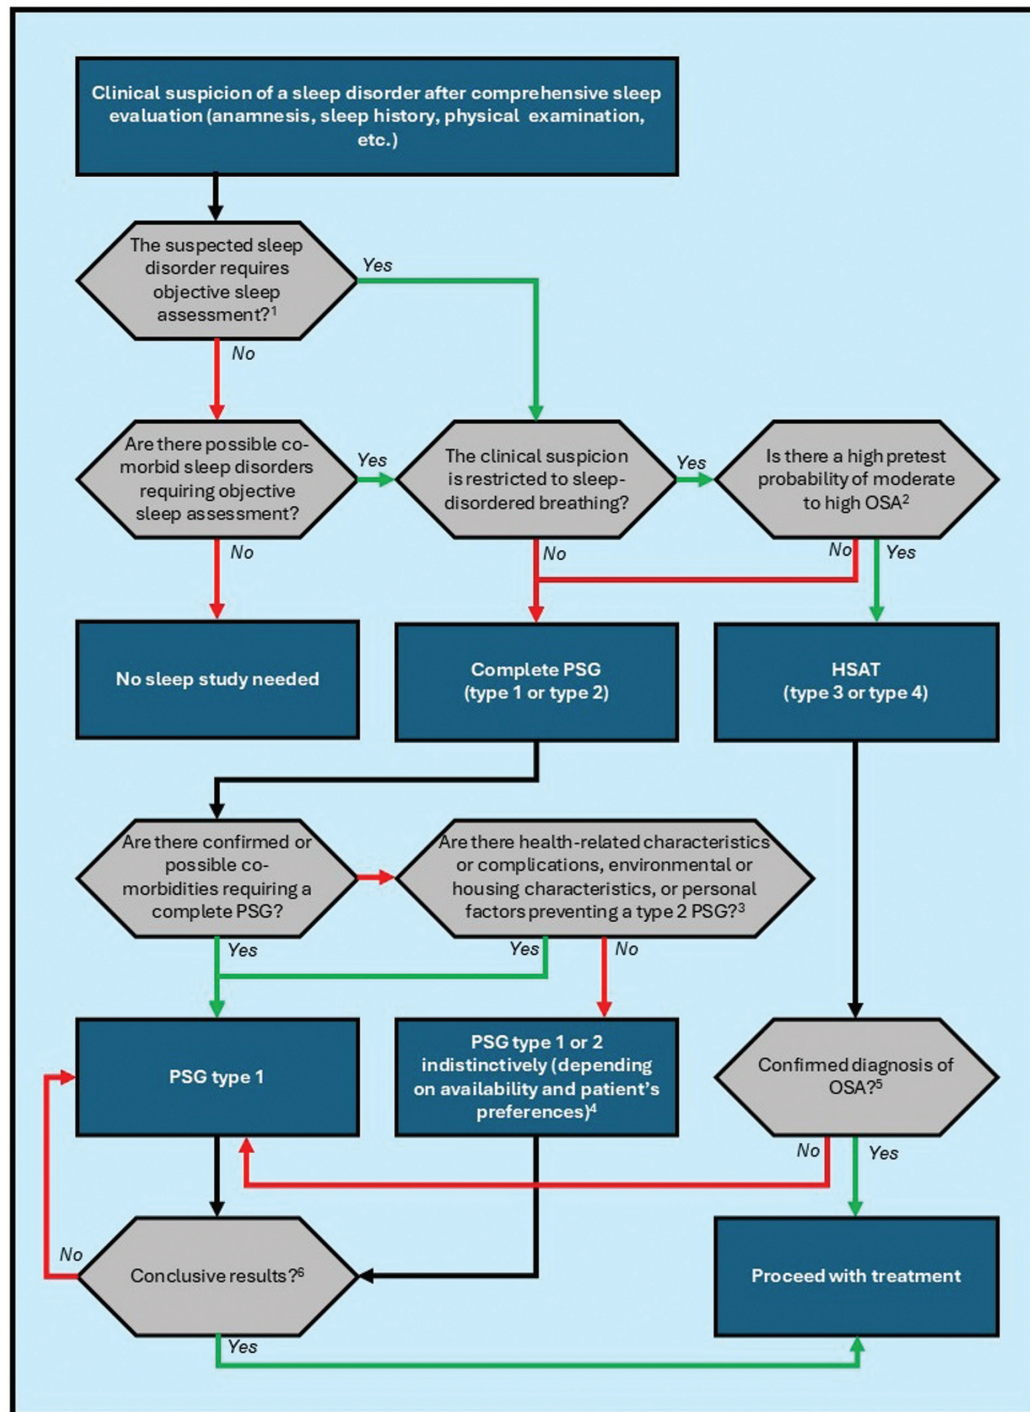 Clinical suspicion of a sleep disorder after comprehensive sleep
evaluation (anamnesis, sleep history, physical examination,
etc.)
The suspected sleep
disorder requires
objective sleep
assessment?¹
Yes
No
Are there possible co-
morbid sleep disorders
requiring objective
sleep assessment?
Yes
The clinical suspicion
is restricted to sleep-
disordered breathing?
Yes
Is there a high pretest
probability of moderate
to high OSA²
No
No
No
Yes
No sleep study needed
Complete PSG
(type 1 or type 2)
HSAT
(type 3 or type 4)
Are there confirmed or
possible co-
morbidities requiring a
complete PSG?
Are there health-related characteristics
or complications, environmental or
housing characteristics, or personal
factors preventing a type 2 PSG?³
Yes
Yes
No
PSG type 1
PSG type 1 or 2
indistinctively (depending
on availability and patient’s
preferences)⁴
Confirmed diagnosis of
OSA?⁵
No
Yes
No
Conclusive results?⁶
Proceed with treatment
Yes